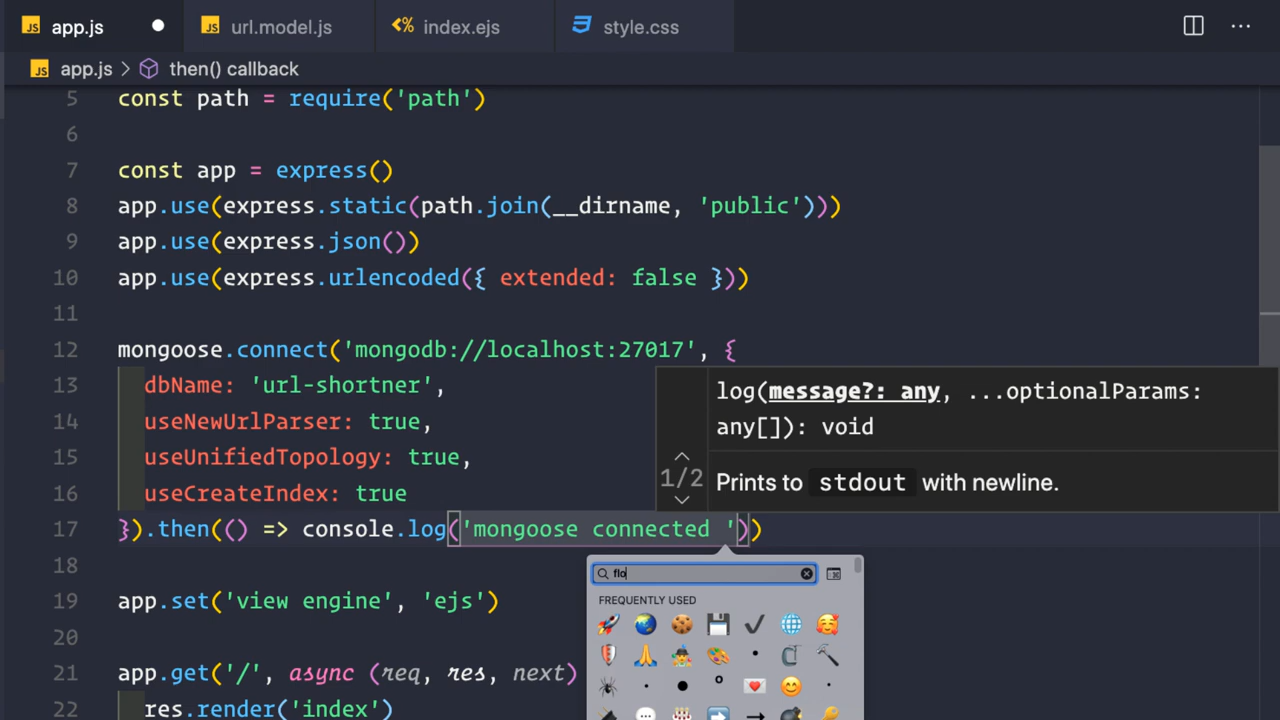 JS app.js
JS url.model.js
<% index.ejs
style.css
JS app.js > then() callback
5 const path = require('path')
6
7 const app = express()
8 app.use(express.static(path.join(__dirname, 'public')))
9 app.use(express.json())
10 app.use(express.urlencoded({ extended: false }))
11
12 mongoose.connect('mongodb://localhost:27017', {
13 dbName: 'url-shortner',
14 useNewUrlParser: true,
15 useUnifiedTopology: true,
16 useCreateIndex: true
17 }).then(() => console.log('mongoose connected '))
18
19 app.set('view engine', 'ejs')
20
21 app.get('/', async (req, res, next)
22 res.render('index')
log(message?: any, ...optionalParams:
any[]): void
1/2
Prints to stdout with newline.
flo
FREQUENTLY USED